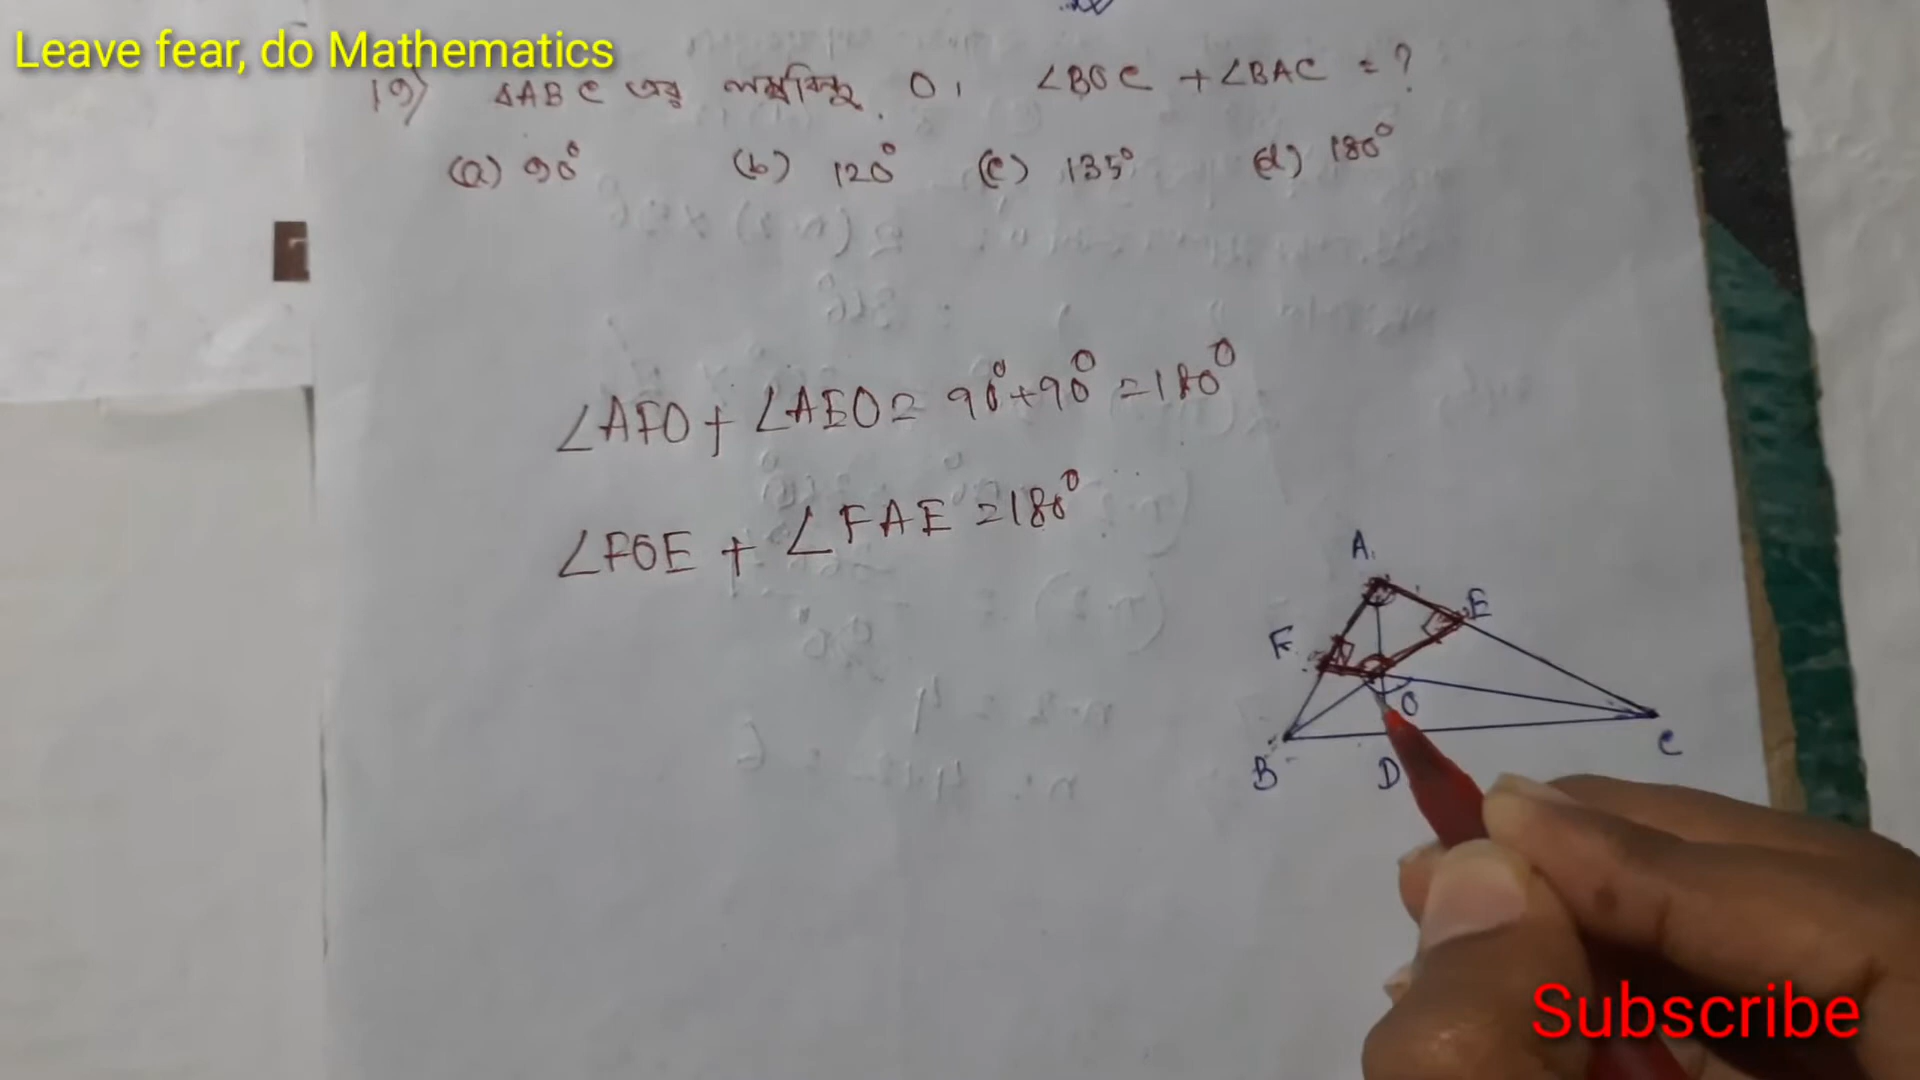 Leave fear, do Mathematics
19) ΔABC এর লম্ববিন্দু O, ∠BOC + ∠BAC = ?
(a) 90° (b) 120° (c) 135° (d) 180°
∠AFO + ∠AEO = 90° + 90° = 180°
∠FOE + ∠FAE = 180°
A
E
F
O
B D C
Subscribe